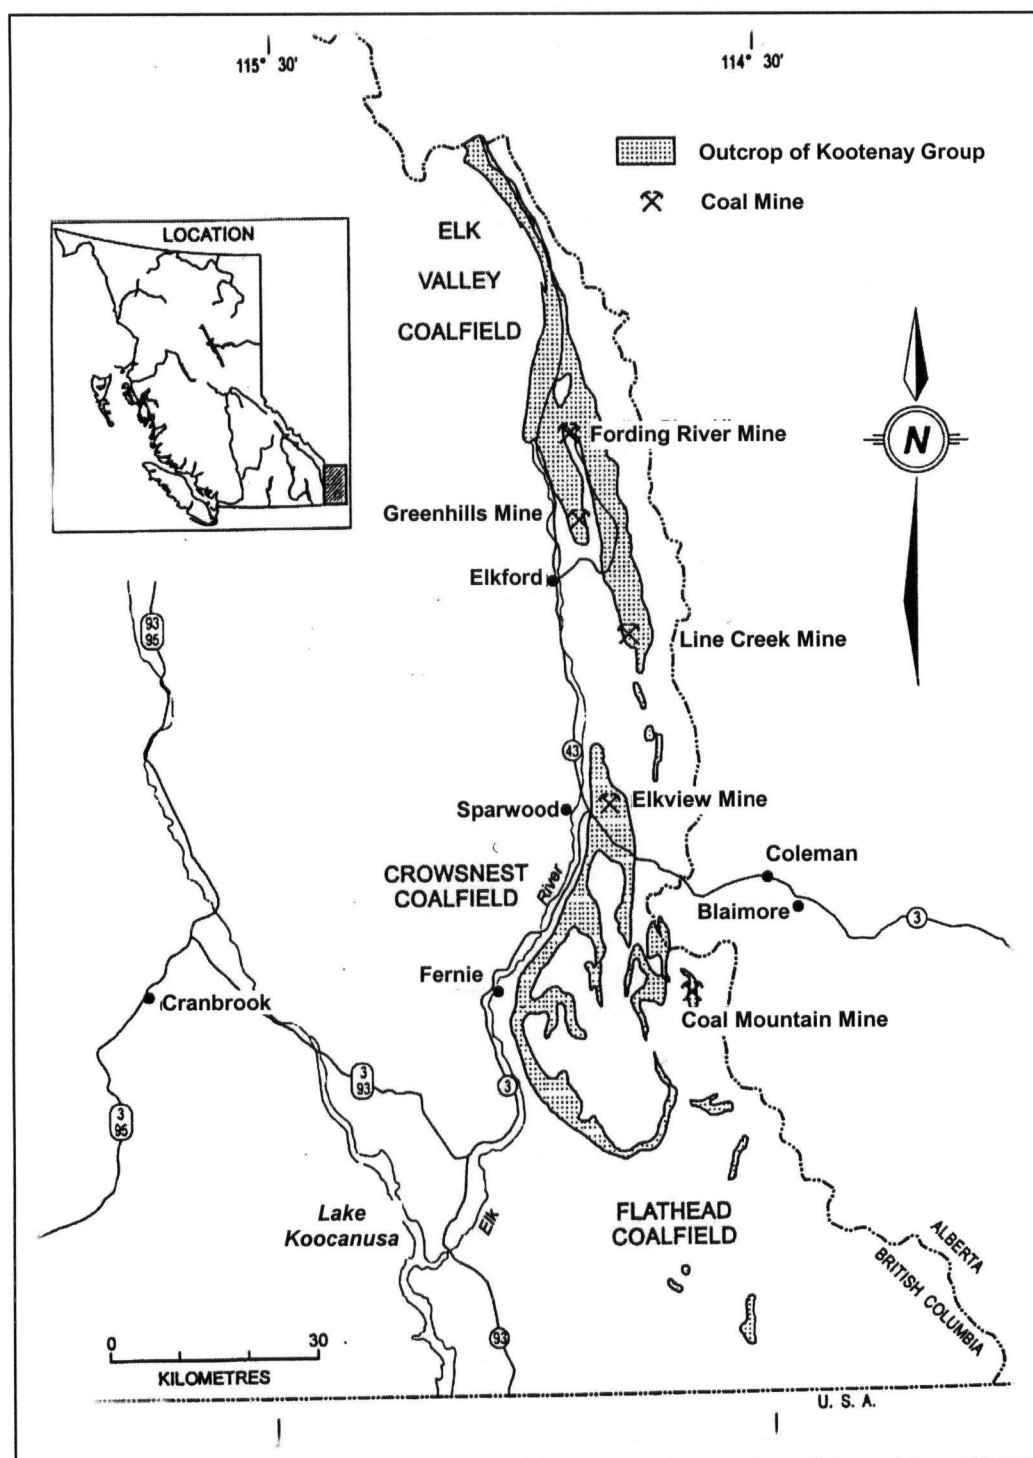 115° 30'
114° 30'
Outcrop of Kootenay Group
Coal Mine
LOCATION
ELK
VALLEY
COALFIELD
N
Fording River Mine
Greenhills Mine
Elkford
93
95
Line Creek Mine
43
Elkview Mine
Sparwood
CROWSNEST
COALFIELD
River
Coleman
Blaimore
3
Fernie
Cranbrook
Coal Mountain Mine
3
93
3
3
95
Lake
Koocanusa
Elk
FLATHEAD
COALFIELD
ALBERTA
BRITISH COLUMBIA
0 30
KILOMETRES
93
U. S. A.